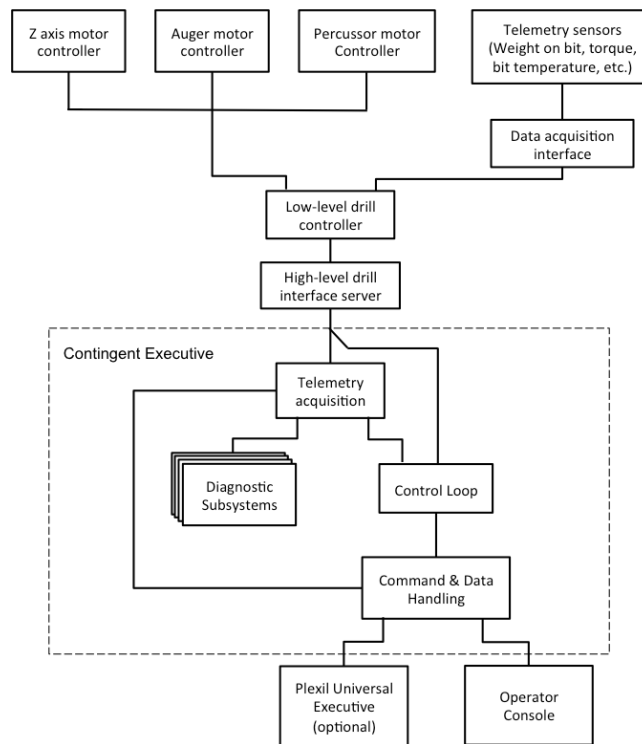 Z axis motor
controller
Auger motor
controller
Percussor motor
Controller
Telemetry sensors
(Weight on bit, torque,
bit temperature, etc.)
Data acquisition
interface
Low-level drill
controller
High-level drill
interface server
Contingent Executive
Telemetry
acquisition
Diagnostic
Subsystems
Control Loop
Command & Data
Handling
Plexil Universal
Executive
(optional)
Operator
Console